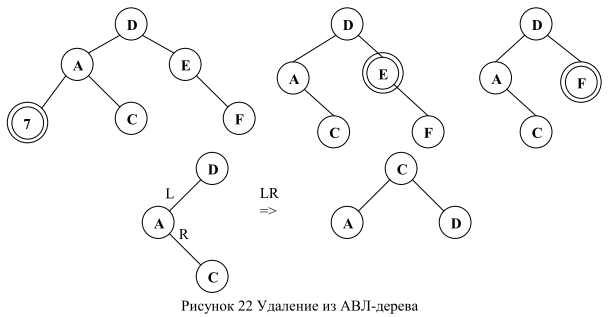 D D D
A E A E A F
7 C F C F C
D C
L LR
=>
A A D
R
C
Рисунок 22 Удаление из АВЛ-дерева